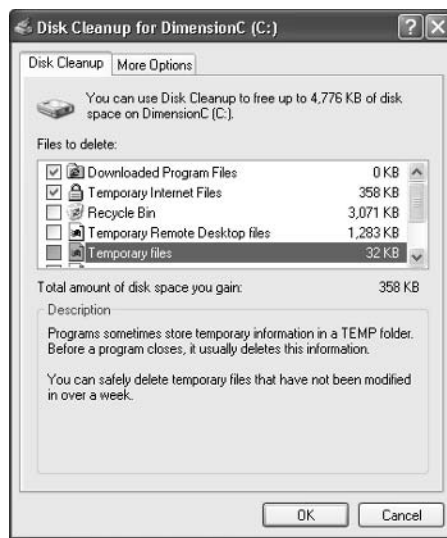 Disk Cleanup for DimensionC (C:)
Disk Cleanup
More Options
You can use Disk Cleanup to free up to 4,776 KB of disk
space on DimensionC (C:).
Files to delete:
Downloaded Program Files 0 KB
Temporary Internet Files 358 KB
Recycle Bin 3,071 KB
Temporary Remote Desktop files 1,283 KB
Temporary files 32 KB
Total amount of disk space you gain: 358 KB
Description
Programs sometimes store temporary information in a TEMP folder.
Before a program closes, it usually deletes this information.
You can safely delete temporary files that have not been modified
in over a week.
OK
Cancel